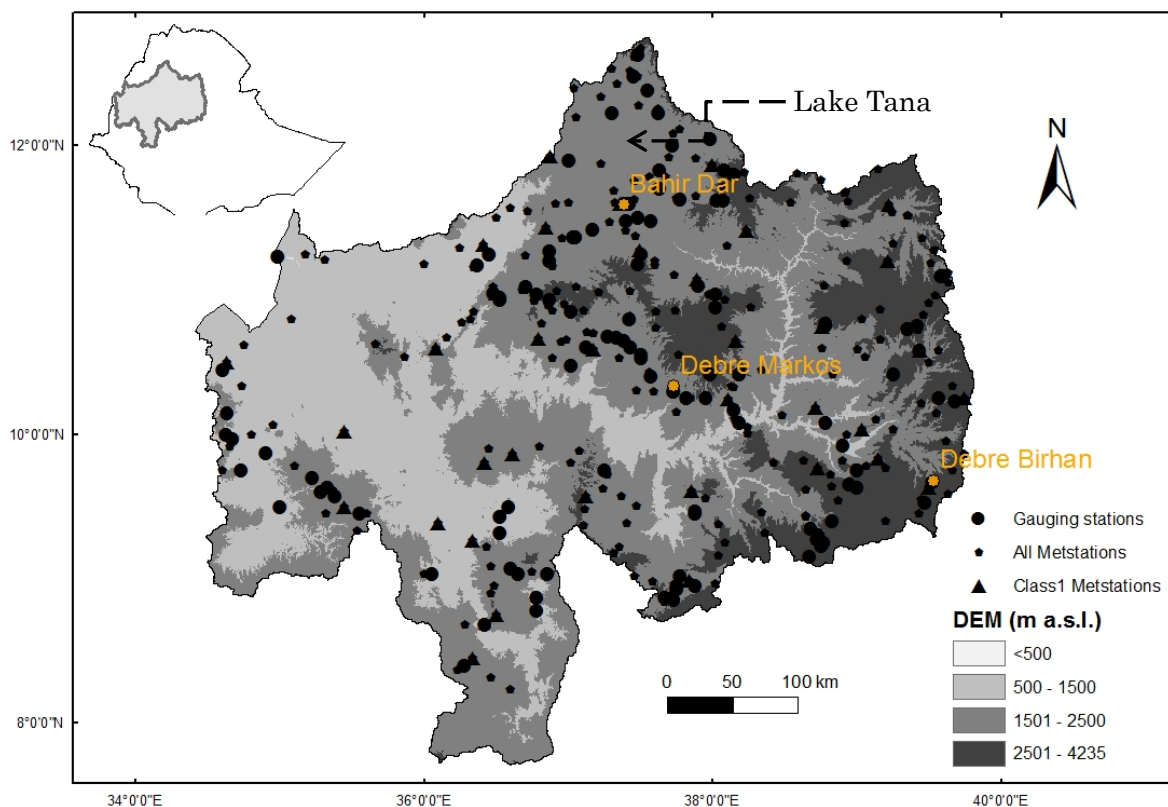 Lake Tana
N
12°0'0"N
Bahir Dar
Debre Markos
10°0'0"N
Debre Birhan
Gauging stations
All Metstations
Class1 Metstations
DEM (m a.s.l.)
<500
0 50 100 km
500 - 1500
8°0'0"N
1501 - 2500
2501 - 4235
34°0'0"E 36°0'0"E 38°0'0"E 40°0'0"E